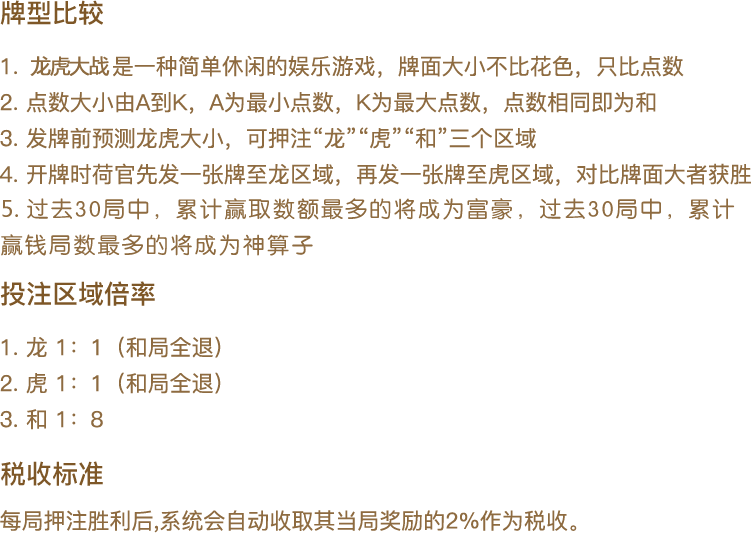 牌型比较
1. 龙虎大战是一种简单休闲的娱乐游戏，牌面大小不比花色，只比点数
2. 点数大小由A到K，A为最小点数，K为最大点数，点数相同即为和
3. 发牌前预测龙虎大小，可押注“龙”“虎”“和”三个区域
4. 开牌时荷官先发一张牌至龙区域，再发一张牌至虎区域，对比牌面大者获胜
5. 过去30局中，累计赢取数额最多的将成为富豪，过去30局中，累计
赢钱局数最多的将成为神算子
投注区域倍率
1. 龙 1：1（和局全退）
2. 虎 1：1（和局全退）
3. 和 1：8
税收标准
每局押注胜利后,系统会自动收取其当局奖励的2%作为税收。